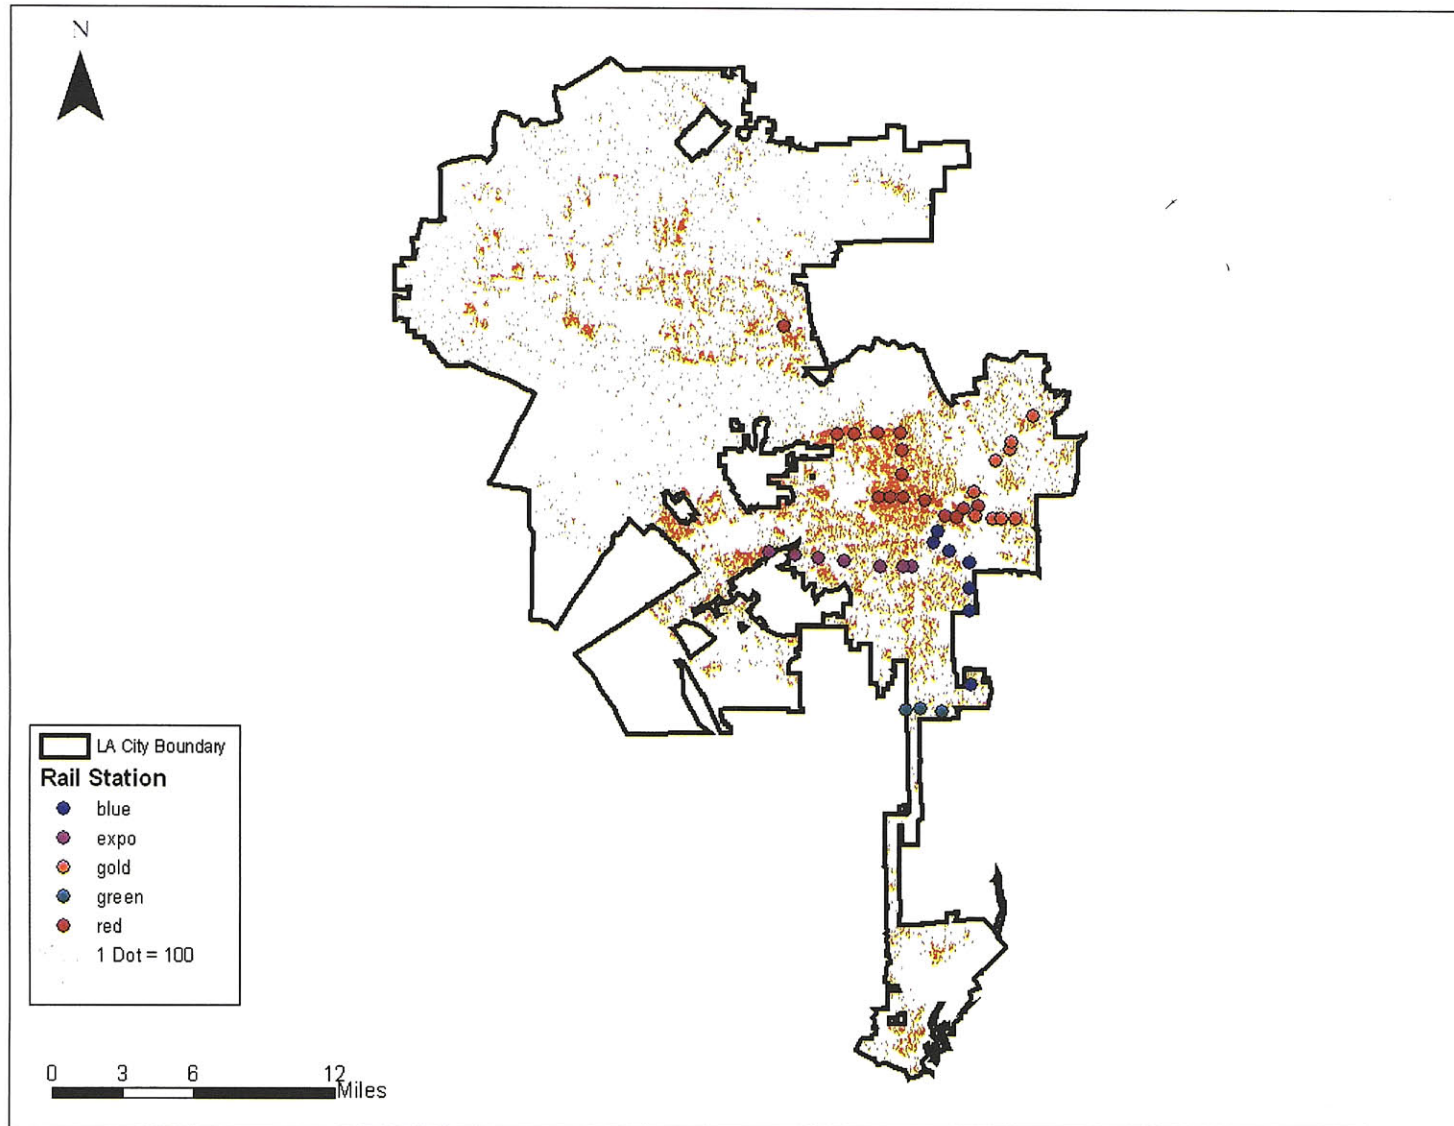 N
LA City Boundary
Rail Station
blue
expo
gold
green
red
1 Dot = 100
0 3 6 12
Miles